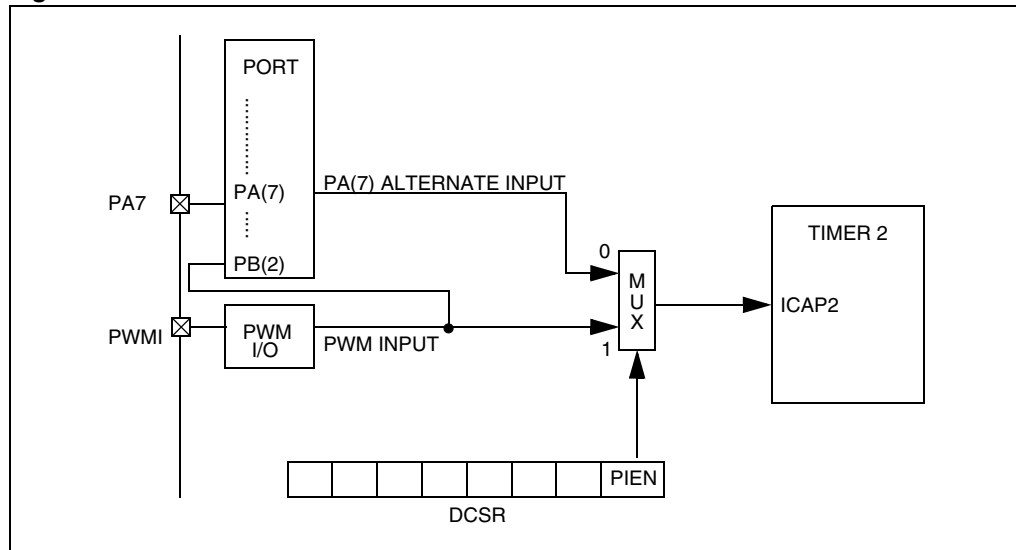 PORT
PA(7) ALTERNATE INPUT
PA7
PA(7)
TIMER 2
0
PB(2)
MUX
ICAP2
PWMI
PWM
I/O
PWM INPUT
1
PIEN
DCSR